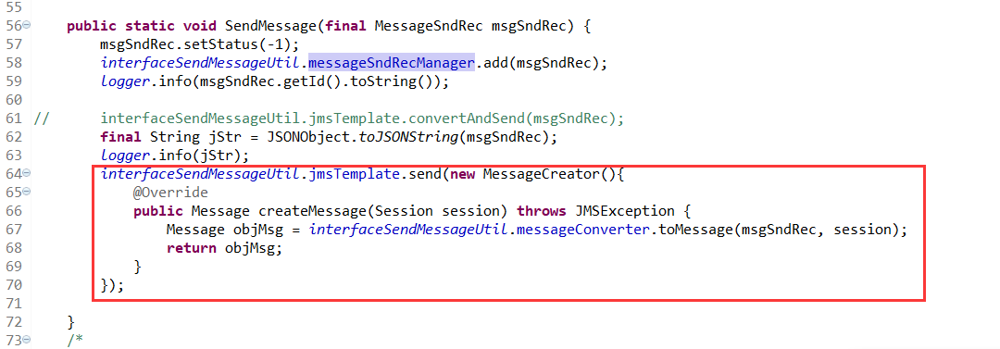 55
56    public static void SendMessage(final MessageSndRec msgSndRec) {
57        msgSndRec.setStatus(-1);
58        interfaceSendMessageUtil.messageSndRecManager.add(msgSndRec);
59        logger.info(msgSndRec.getId().toString());
60
61 //      interfaceSendMessageUtil.jmsTemplate.convertAndSend(msgSndRec);
62        final String jStr = JSONObject.toJSONString(msgSndRec);
63        logger.info(jStr);
64        interfaceSendMessageUtil.jmsTemplate.send(new MessageCreator(){
65            @Override
66            public Message createMessage(Session session) throws JMSException {
67                Message objMsg = interfaceSendMessageUtil.messageConverter.toMessage(msgSndRec, session);
68                return objMsg;
69            }
70        });
71
72    }
73    /*